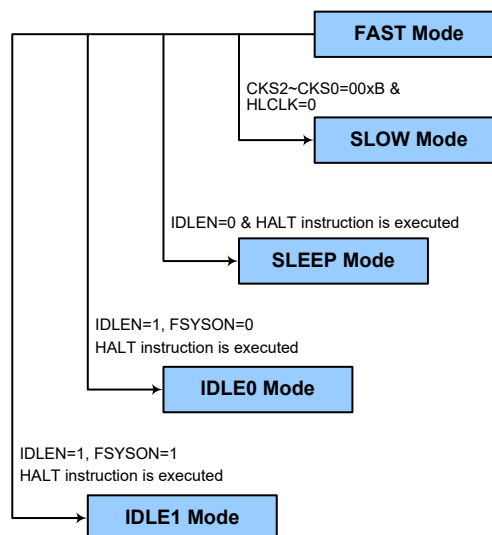 FAST Mode
CKS2~CKS0=00xB &
HLCLK=0
SLOW Mode
IDLEN=0 & HALT instruction is executed
SLEEP Mode
IDLEN=1, FSYSON=0
HALT instruction is executed
IDLE0 Mode
IDLEN=1, FSYSON=1
HALT instruction is executed
IDLE1 Mode